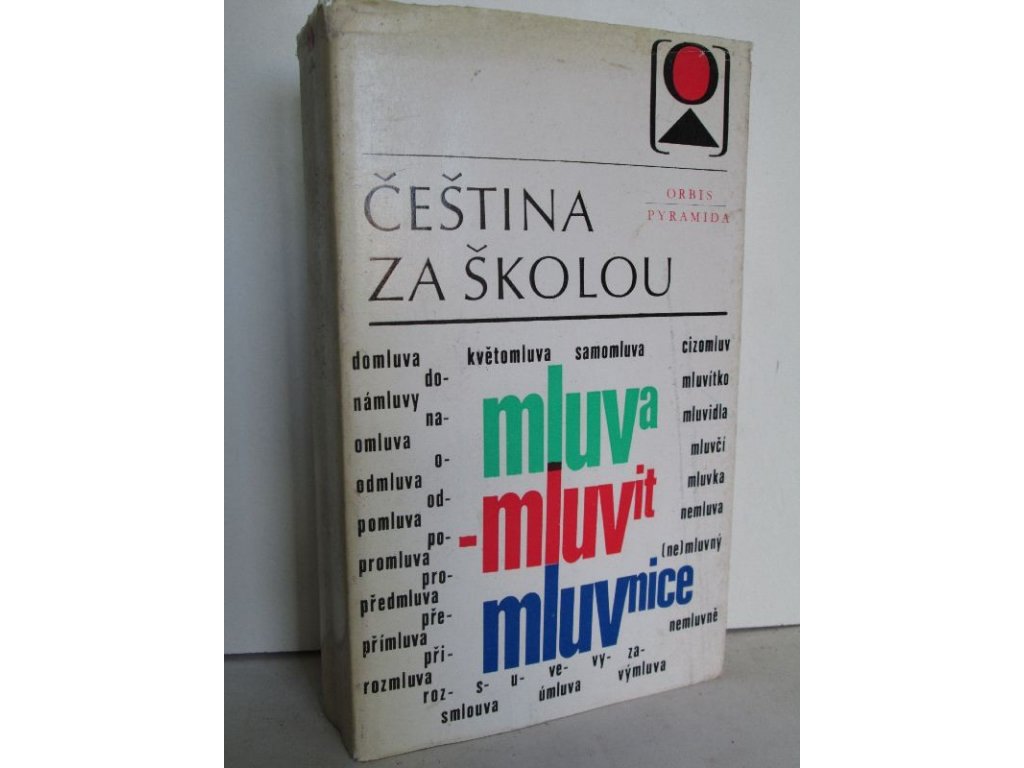 ORBIS
PYRAMIDA
ČEŠTINA
ZA ŠKOLOU
domluva květomluva samomluva cizomluv
do-
námluvy
na-
omluva
o-
odmluva
od-
pomluva
po-
promluva
pro-
předmluva
pře-
přímluva
při-
rozmluva
roz- s- u- ve- vy- za-
smlouva úmluva výmluva
mluva
-mluvit
mluvnice
mluvítko
mluvidla
mluvčí
mluvka
nemluva
(ne)mluvný
nemluvně